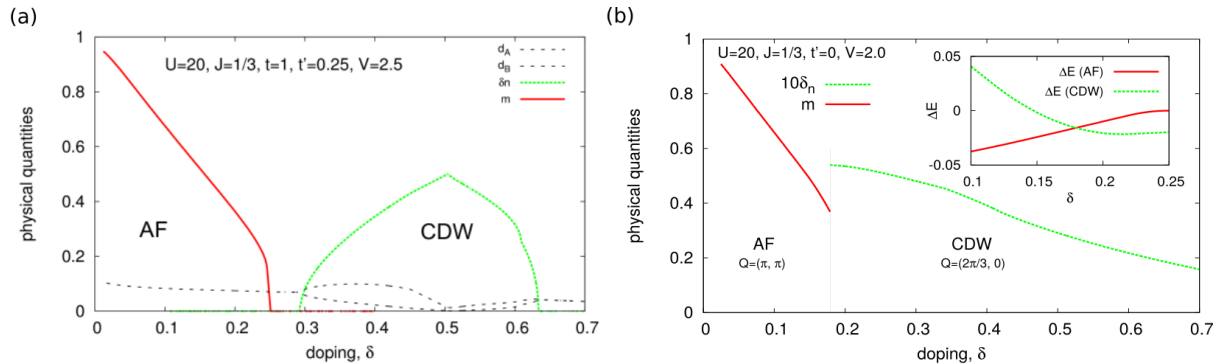 (a)
1
0.8
0.6
0.4
0.2
0
physical quantities
U=20, J=1/3, t=1, t'=0.25, V=2.5
d_A
d_B
δn
m
AF
CDW
0 0.1 0.2 0.3 0.4 0.5 0.6 0.7
doping, δ
(b)
1
0.8
0.6
0.4
0.2
0
physical quantities
U=20, J=1/3, t'=0, V=2.0
10δ_n
m
0.05
0
-0.05
ΔE
ΔE (AF)
ΔE (CDW)
0.1 0.15 0.2 0.25
δ
AF
Q=(π, π)
CDW
Q=(2π/3, 0)
0 0.1 0.2 0.3 0.4 0.5 0.6 0.7
doping, δ